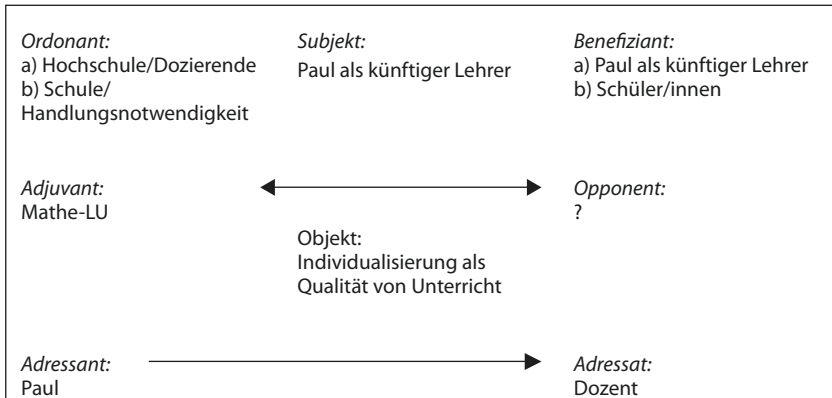 Ordonant:
a) Hochschule/Dozierende
b) Schule/
Handlungsnotwendigkeit
Subjekt:
Paul als künftiger Lehrer
Benefiziant:
a) Paul als künftiger Lehrer
b) Schüler/innen
Adjuvant:
Mathe-LU
Opponent:
?
Objekt:
Individualisierung als
Qualität von Unterricht
Adressant:
Paul
Adressat:
Dozent